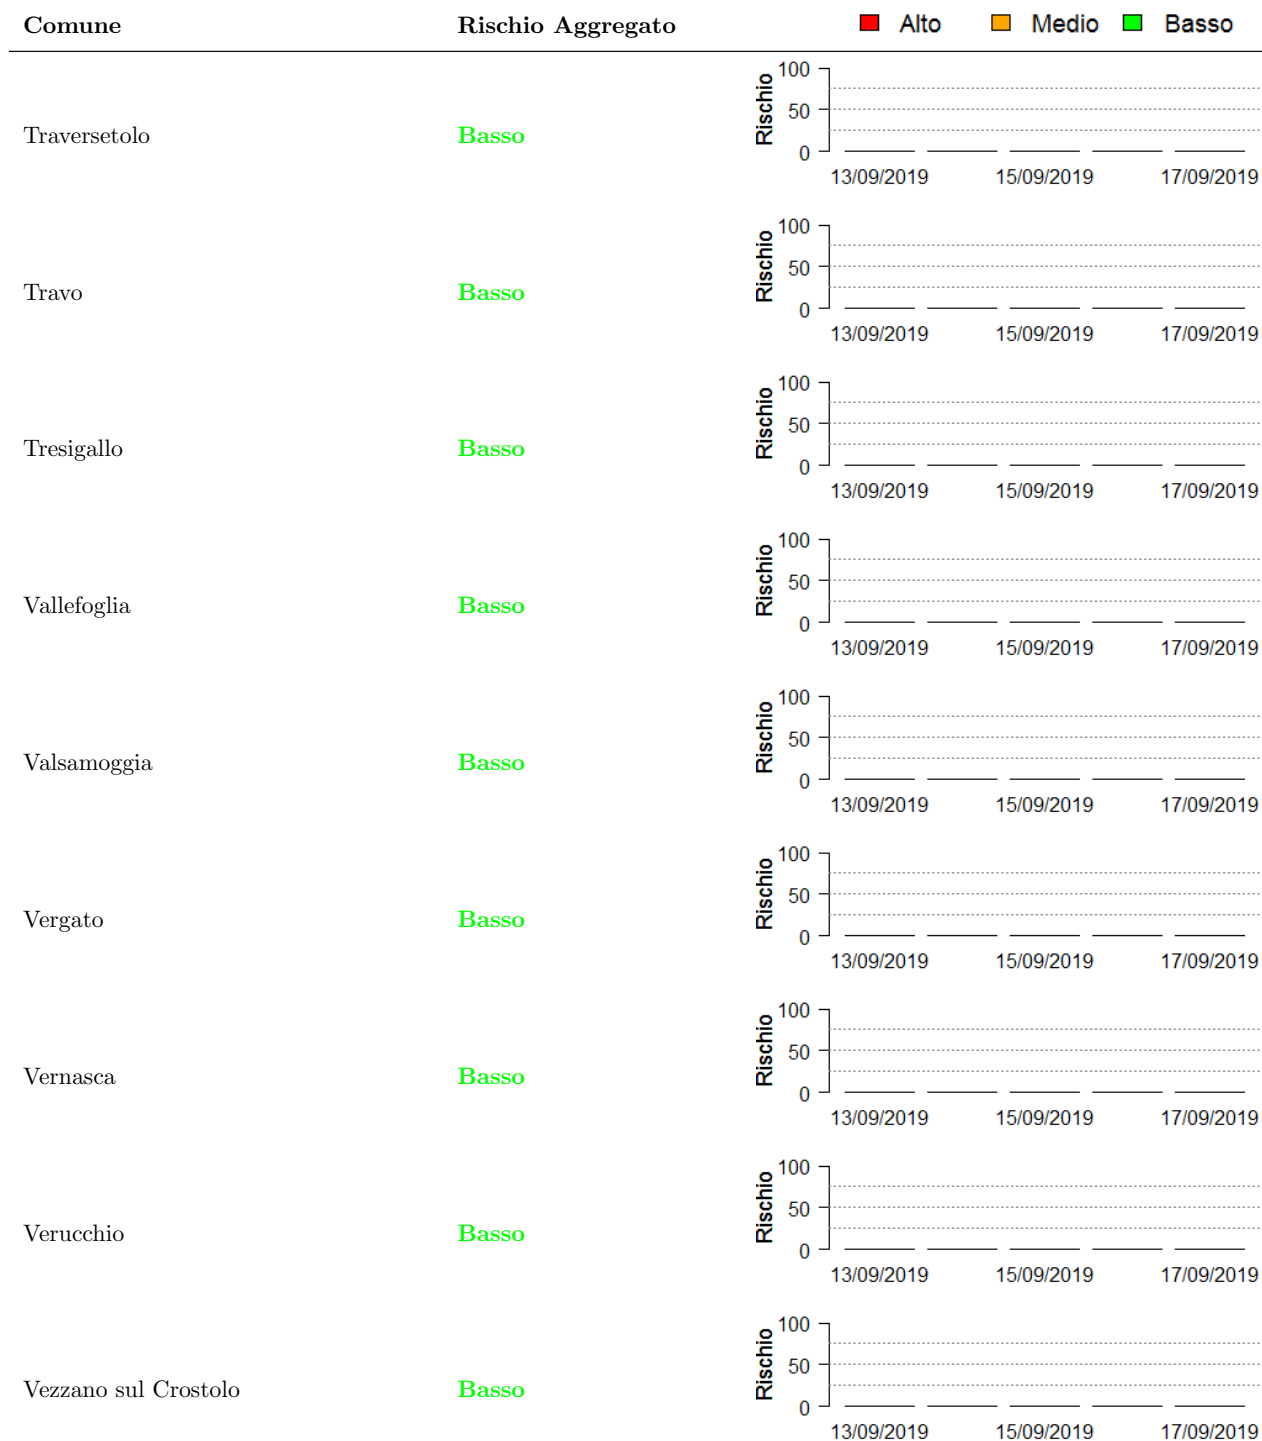 Comune Rischio Aggregato Alto Medio Basso
100
Rischio
50
Traversetolo Basso
0
13/09/2019 15/09/2019 17/09/2019
100
Rischio
50
Travo Basso
0
13/09/2019 15/09/2019 17/09/2019
100
Rischio
50
Tresigallo Basso
0
13/09/2019 15/09/2019 17/09/2019
100
Rischio
50
Vallefoglia Basso
0
13/09/2019 15/09/2019 17/09/2019
100
Rischio
50
Valsamoggia Basso
0
13/09/2019 15/09/2019 17/09/2019
100
Rischio
50
Vergato Basso
0
13/09/2019 15/09/2019 17/09/2019
100
Rischio
50
Vernasca Basso
0
13/09/2019 15/09/2019 17/09/2019
100
Rischio
50
Verucchio Basso
0
13/09/2019 15/09/2019 17/09/2019
100
Rischio
50
Vezzano sul Crostolo Basso
0
13/09/2019 15/09/2019 17/09/2019